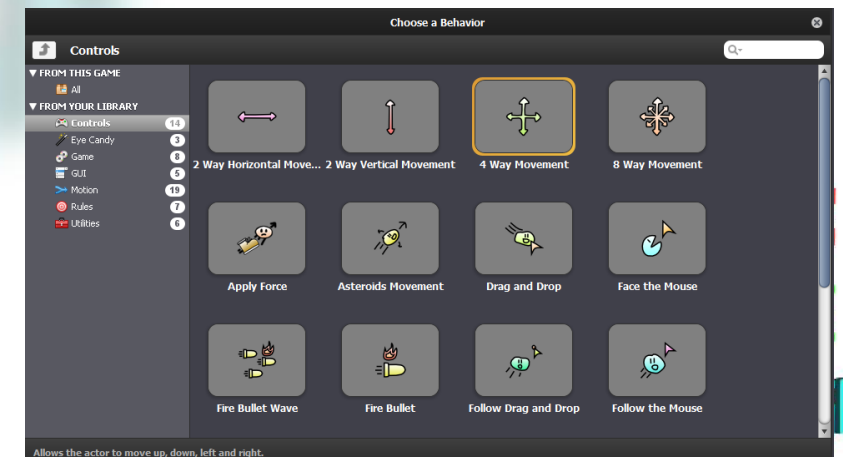 Choose a Behavior
Controls
FROM THIS GAME
All
FROM YOUR LIBRARY
Controls 14
Eye Candy 3
Game 8
GUI 5
Motion 19
Rules 7
Utilities 6
2 Way Horizontal Move... 2 Way Vertical Movement 4 Way Movement 8 Way Movement
Apply Force Asteroids Movement Drag and Drop Face the Mouse
Fire Bullet Wave Fire Bullet Follow Drag and Drop Follow the Mouse
Allows the actor to move up, down, left and right.